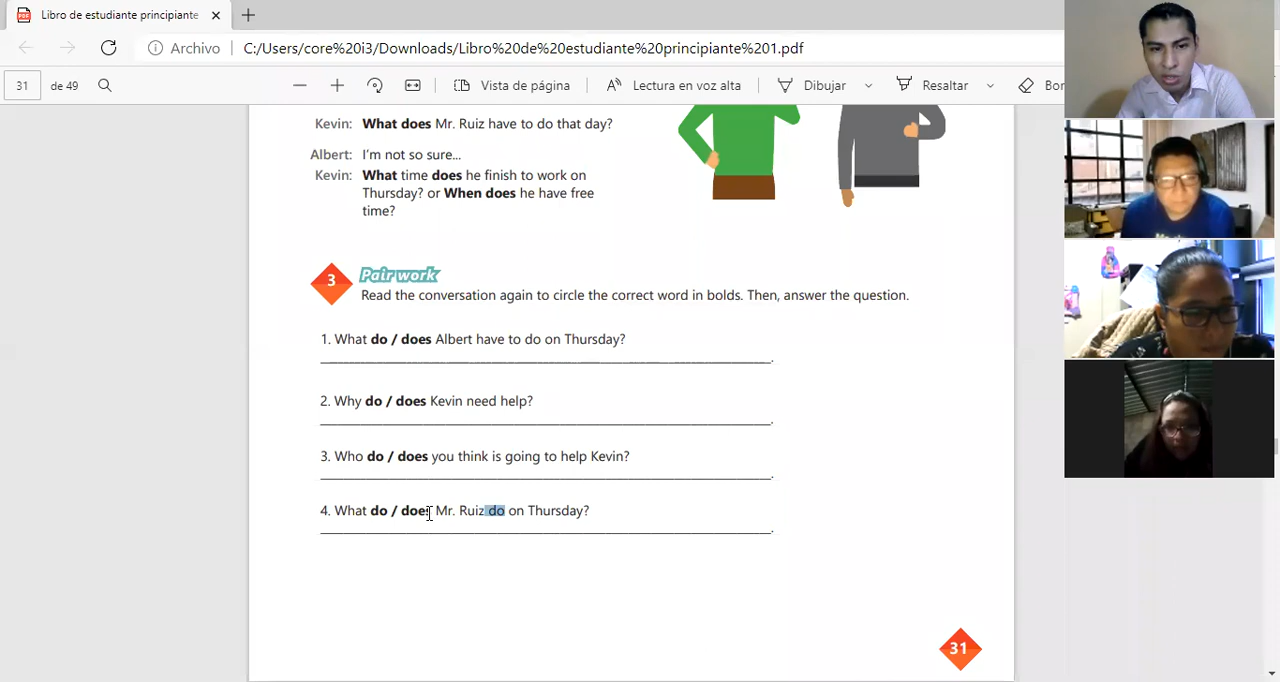 Libro de estudiante principiante
Archivo
C:/Users/core%20i3/Downloads/Libro%20de%20estudiante%20principiante%201.pdf
31 de 49
Vista de página
Lectura en voz alta
Dibujar
Resaltar
Bor
Kevin: What does Mr. Ruiz have to do that day?
Albert: I'm not so sure...
Kevin: What time does he finish to work on
Thursday? or When does he have free
time?
3
Pair work
Read the conversation again to circle the correct word in bolds. Then, answer the question.
1. What do / does Albert have to do on Thursday?
2. Why do / does Kevin need help?
3. Who do / does you think is going to help Kevin?
4. What do / does Mr. Ruiz do on Thursday?
31